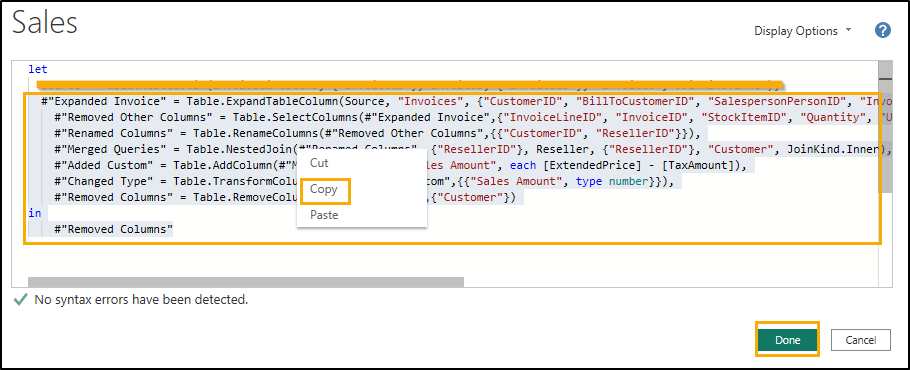 Sales
Display Options
?
let
#"Expanded Invoice" = Table.ExpandTableColumn(Source, "Invoices", {"CustomerID", "BillToCustomerID", "SalespersonPersonID", "Invo
#"Removed Other Columns" = Table.SelectColumns(#"Expanded Invoice",{"InvoiceLineID", "InvoiceID", "StockItemID", "Quantity", "U
#"Renamed Columns" = Table.RenameColumns(#"Removed Other Columns",{{"CustomerID", "ResellerID"}}),
#"Merged Queries" = Table.NestedJoin(#"Renamed Columns", {"ResellerID"}, Reseller, {"ResellerID"}, "Customer", JoinKind.Inner),
#"Added Custom" = Table.AddColumn(#"M les Amount", each [ExtendedPrice] - [TaxAmount]),
#"Changed Type" = Table.TransformColu om",{{"Sales Amount", type number}}),
#"Removed Columns" = Table.RemoveColu ,{"Customer"})
in
#"Removed Columns"
Cut
Copy
Paste
No syntax errors have been detected.
Done
Cancel